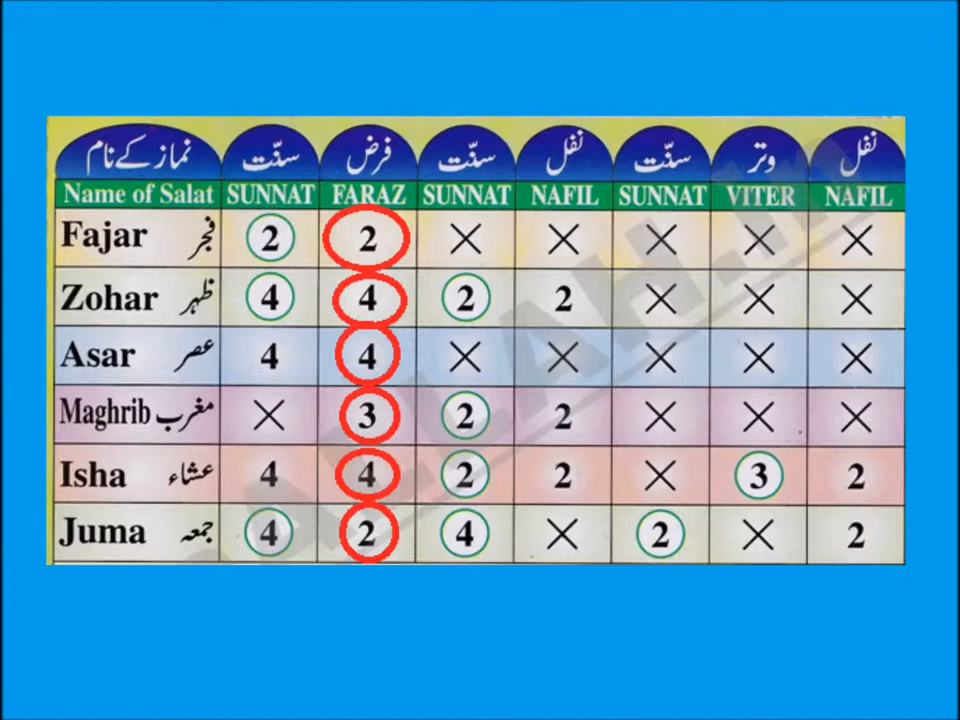 نماز کے نام سنّت فرض سنّت نفل سنّت وتر نفل
Name of Salat SUNNAT FARAZ SUNNAT NAFIL SUNNAT VITER NAFIL
Fajar فجر 2 2 × × × × ×
Zohar ظہر 4 4 2 2 × × ×
Asar عصر 4 4 × × × × ×
Maghrib مغرب × 3 2 2 × × ×
Isha عشاء 4 4 2 2 × 3 2
Juma جمعہ 4 2 4 × 2 × 2